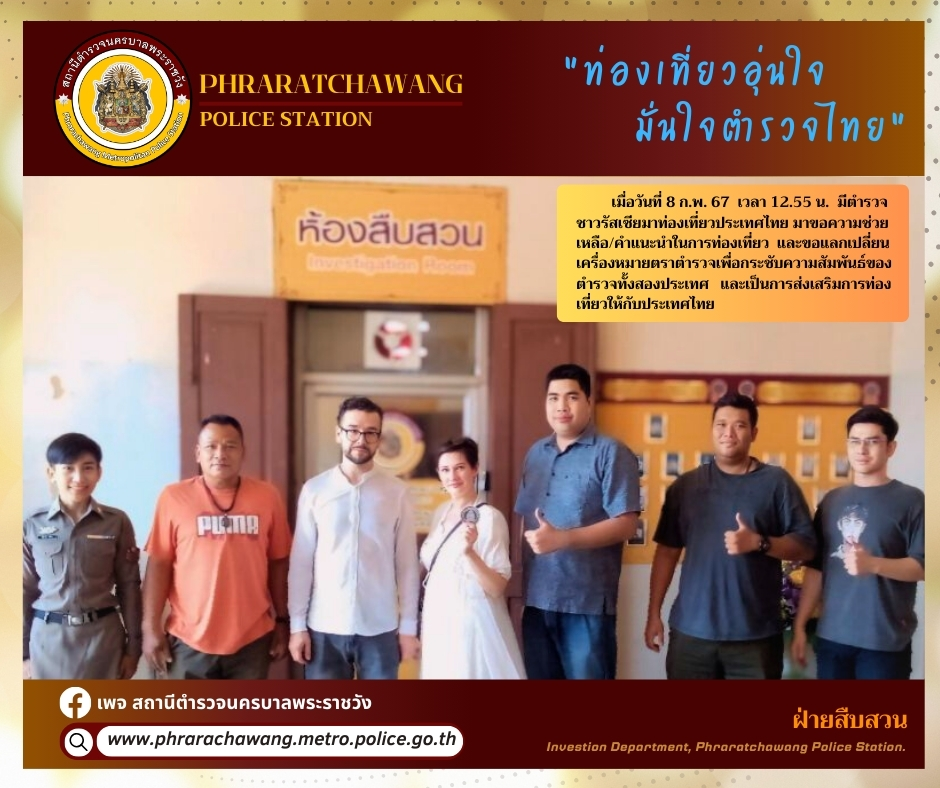 สถานีตำรวจนครบาลพระราชวัง
Phraratchawang Metropolitan Police Station
PHRARATCHAWANG
POLICE STATION
"ท่องเที่ยวอุ่นใจ
มั่นใจตำรวจไทย"
เมื่อวันที่ 8 ก.พ. 67 เวลา 12.55 น. มีตำรวจ
ชาวรัสเซียมาท่องเที่ยวประเทศไทย มาขอความช่วย
เหลือ/คำแนะนำในการท่องเที่ยว และขอแลกเปลี่ยน
เครื่องหมายตราตำรวจเพื่อกระชับความสัมพันธ์ของ
ตำรวจทั้งสองประเทศ และเป็นการส่งเสริมการท่อง
เที่ยวให้กับประเทศไทย
ห้องสืบสวน
Investigation Room
PUMA
เพจ สถานีตำรวจนครบาลพระราชวัง
www.phrarachawang.metro.police.go.th
ฝ่ายสืบสวน
Investion Department, Phraratchawang Police Station.